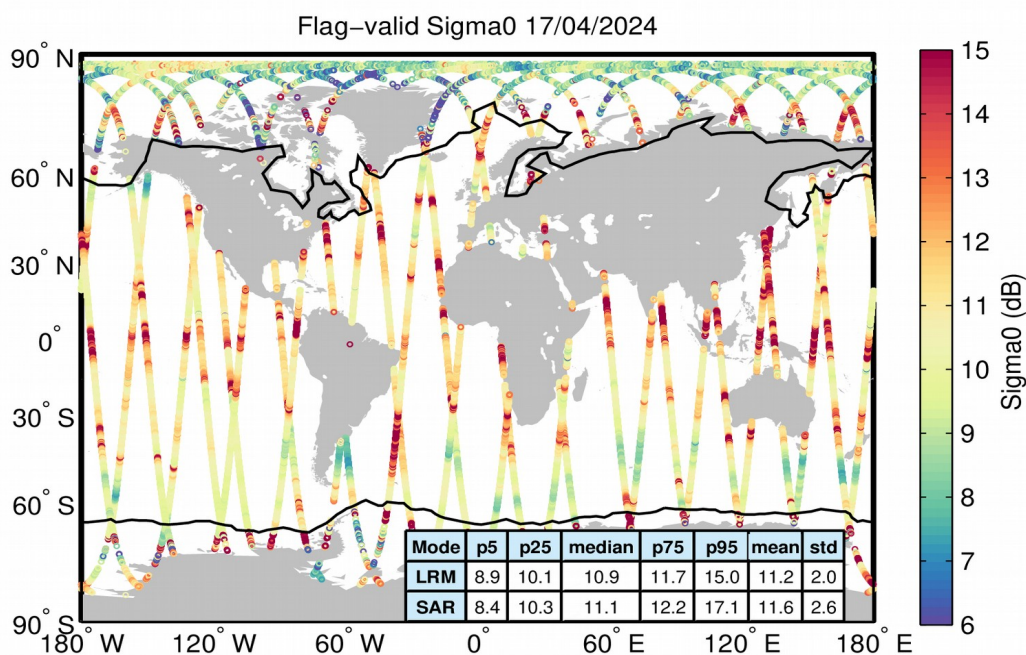 Flag−valid Sigma0 17/04/2024
90° N
60° N
30° N
0°
30° S
60° S
90° S
180° W
120° W
60° W
0°
60° E
120° E
180° E
Mode p5 p25 median p75 p95 mean std
LRM 8.9 10.1 10.9 11.7 15.0 11.2 2.0
SAR 8.4 10.3 11.1 12.2 17.1 11.6 2.6
15
14
13
12
11
10
9
8
7
6
Sigma0 (dB)